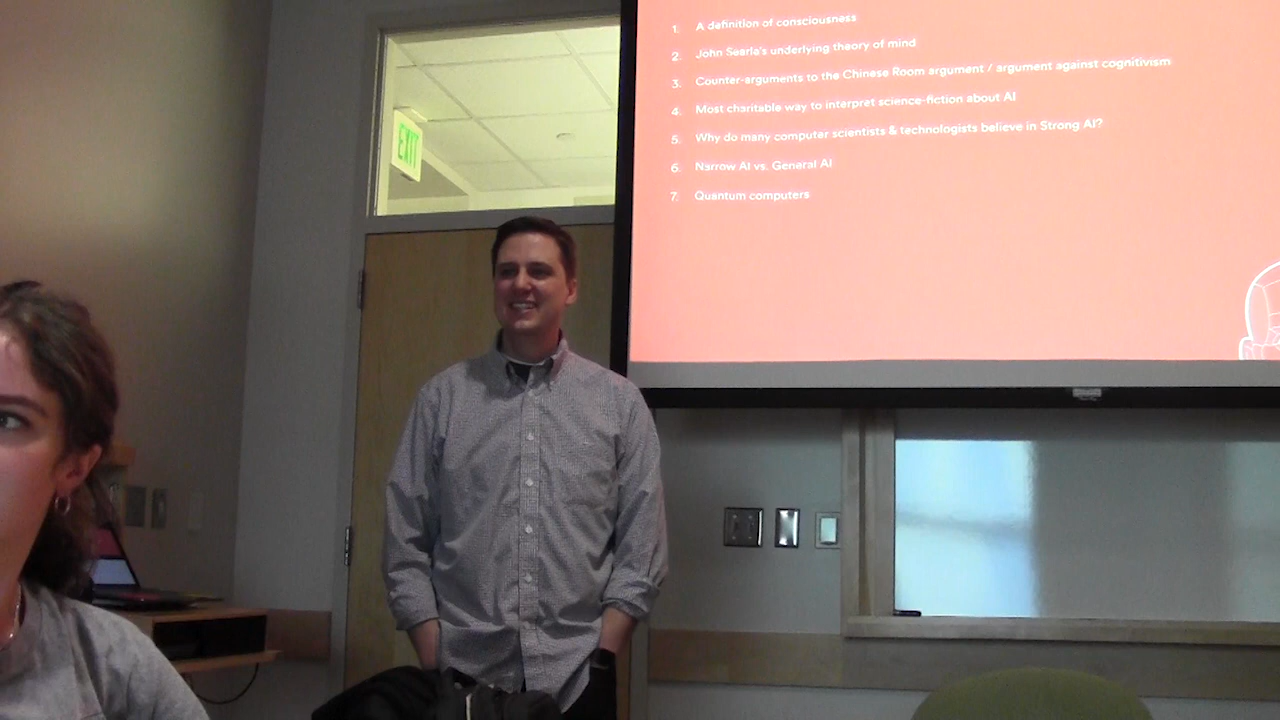 1. A definition of consciousness
2. John Searle's underlying theory of mind
3. Counter-arguments to the Chinese Room argument / argument against cognitivism
4. Most charitable way to interpret science-fiction about AI
5. Why do many computer scientists & technologists believe in Strong AI?
6. Narrow AI vs. General AI
7. Quantum computers
EXIT